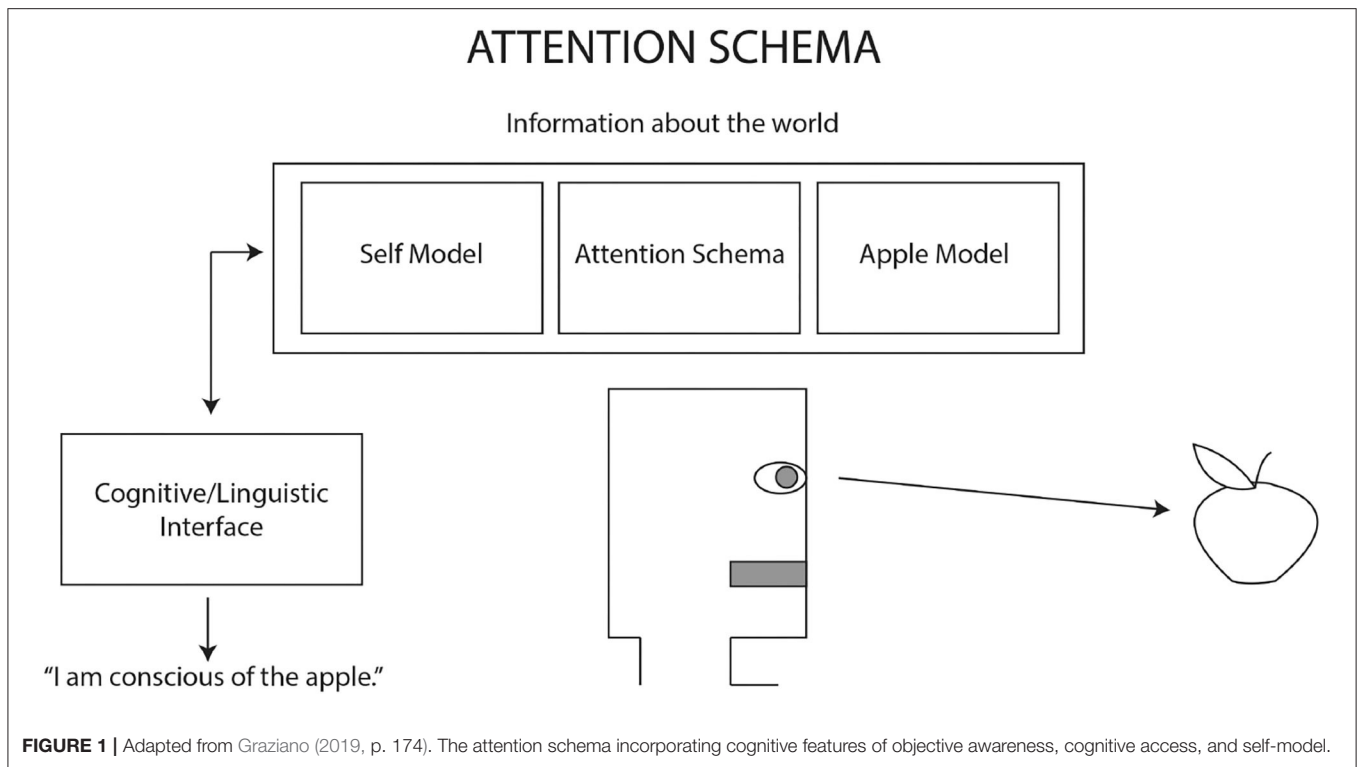 ATTENTION SCHEMA
Information about the world
Self Model
Attention Schema
Apple Model
Cognitive/Linguistic
Interface
“I am conscious of the apple.”
FIGURE 1 | Adapted from Graziano (2019, p. 174). The attention schema incorporating cognitive features of objective awareness, cognitive access, and self-model.